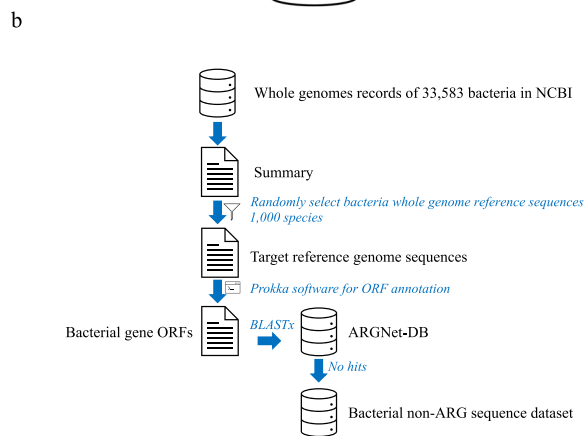 b
Whole genomes records of 33,583 bacteria in NCBI
Summary
Randomly select bacteria whole genome reference sequences
1,000 species
Target reference genome sequences
Prokka software for ORF annotation
Bacterial gene ORFs
BLASTx
ARGNet-DB
No hits
Bacterial non-ARG sequence dataset